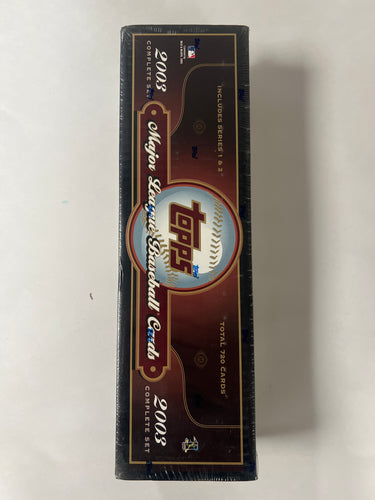 INCLUDES SERIES 1 & 2
TOTAL 720 CARDS
topps
2003
COMPLETE SET
Major League Baseball Cards
2003
COMPLETE SET